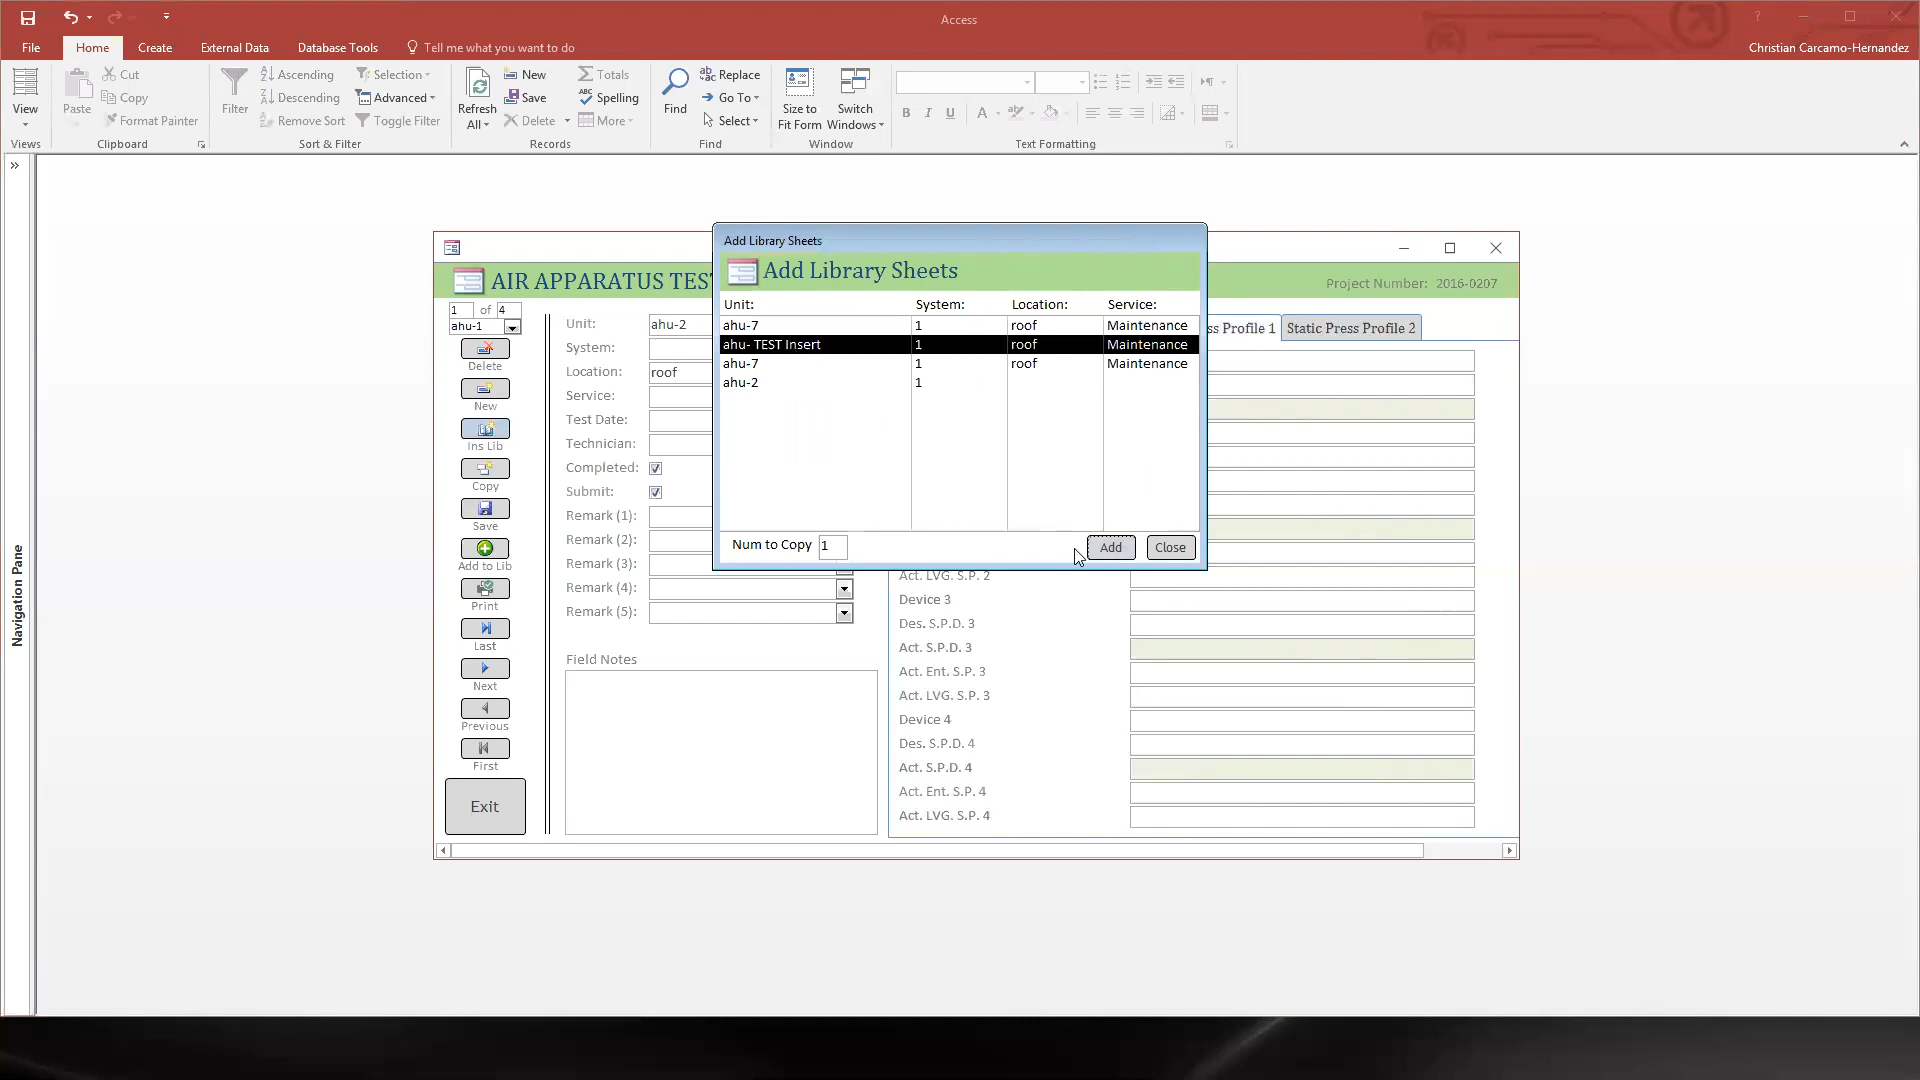 Access
File Home Create External Data Database Tools Tell me what you want to do Christian Carcamo-Hernandez
View
Views
Paste
Cut
Copy
Format Painter
Clipboard
Filter
Ascending
Descending
Remove Sort
Selection
Advanced
Toggle Filter
Sort & Filter
Refresh
All
New
Save
Delete
Totals
Spelling
More
Records
Find
Replace
Go To
Select
Find
Size to
Fit Form
Switch
Windows
Window
B I U A
Text Formatting
Navigation Pane
AIR APPARATUS TEST
Project Number: 2016-0207
1 of 4
ahu-1
Delete
New
Ins Lib
Copy
Save
Add to Lib
Print
Last
Next
Previous
First
Exit
Unit: ahu-2
System:
Location: roof
Service:
Test Date:
Technician:
Completed:
Submit:
Remark (1):
Remark (2):
Remark (3):
Remark (4):
Remark (5):
Field Notes
Add Library Sheets
Add Library Sheets
Unit: System: Location: Service:
ahu-7 1 roof Maintenance
ahu- TEST Insert 1 roof Maintenance
ahu-7 1 roof Maintenance
ahu-2 1
Num to Copy 1 Add Close
ss Profile 1 Static Press Profile 2
Act. LVG. S.P. 2
Device 3
Des. S.P.D. 3
Act. S.P.D. 3
Act. Ent. S.P. 3
Act. LVG. S.P. 3
Device 4
Des. S.P.D. 4
Act. S.P.D. 4
Act. Ent. S.P. 4
Act. LVG. S.P. 4